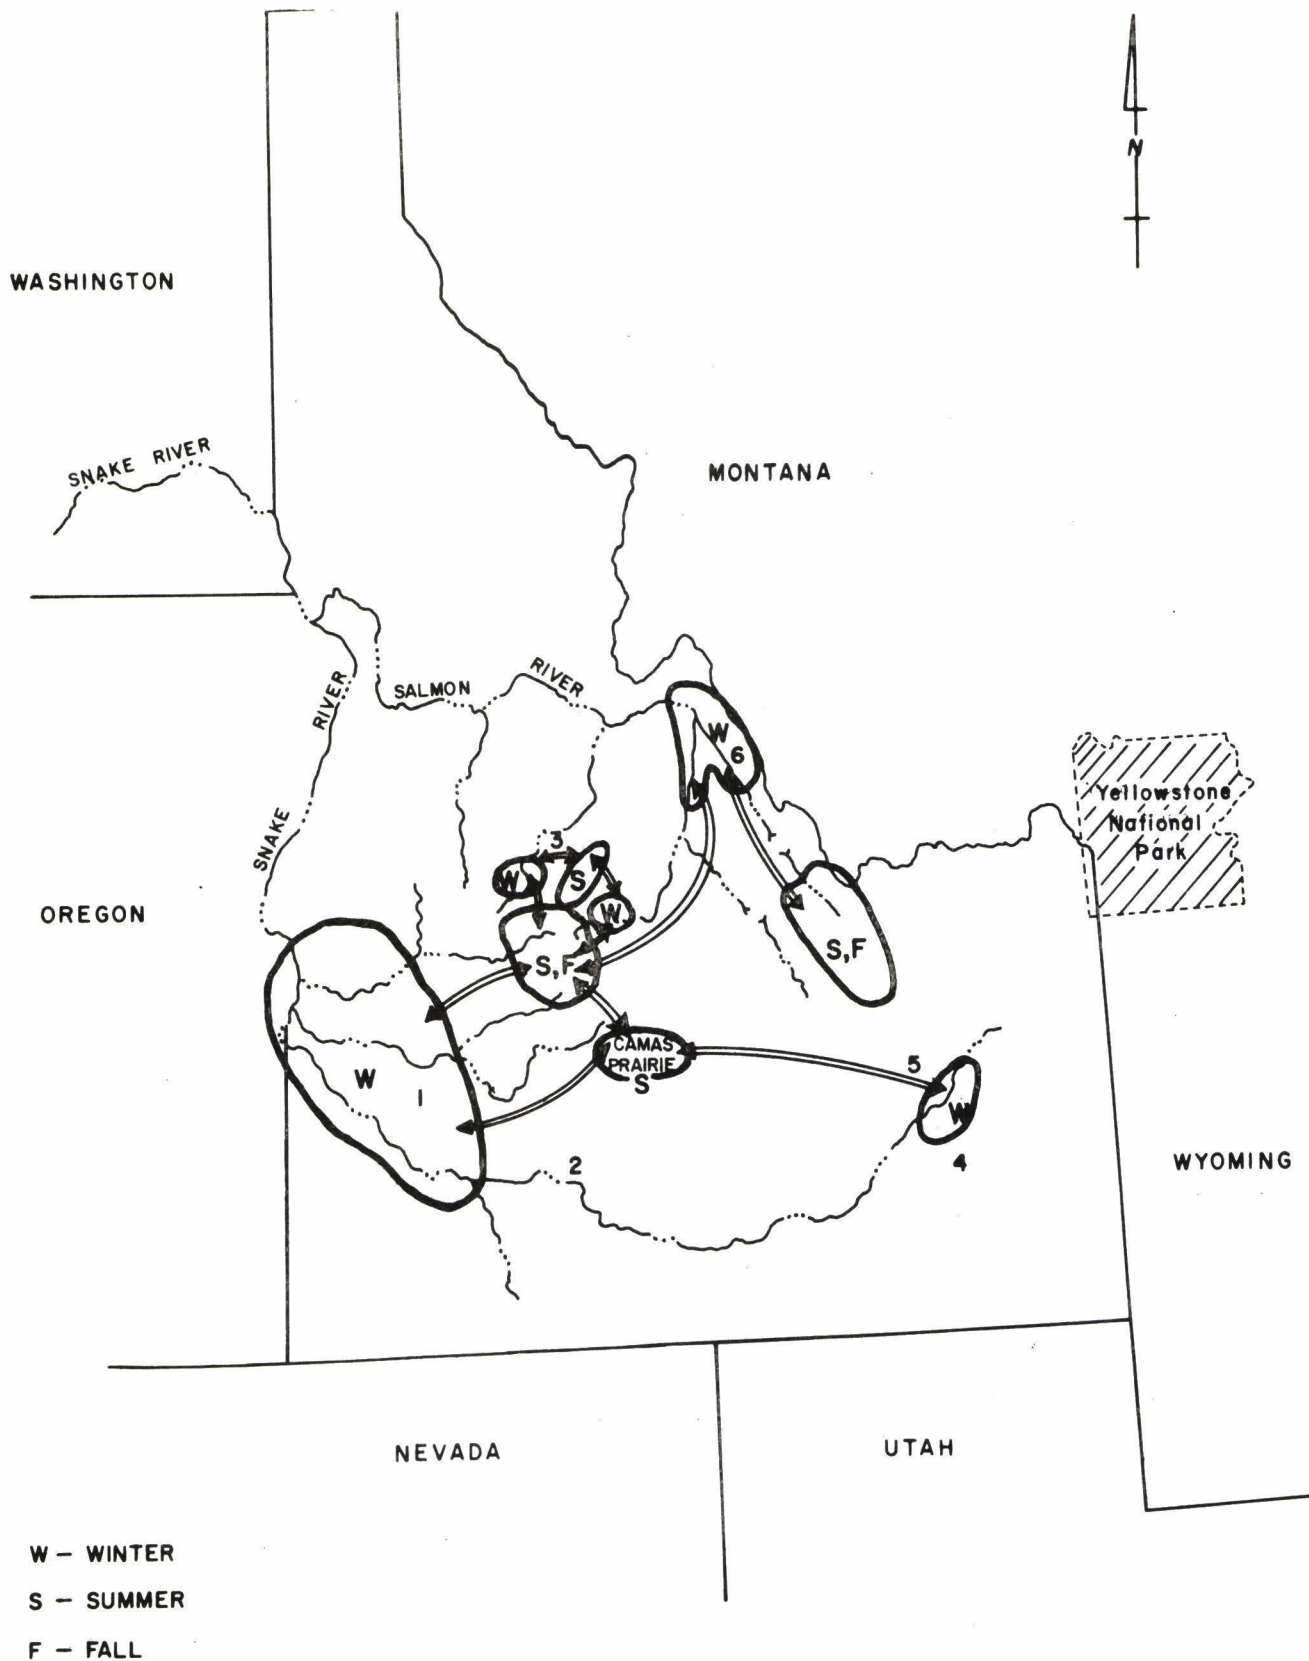 N
WASHINGTON
SNAKE RIVER
MONTANA
RIVER
SALMON
RIVER
W
6
Yellowstone
National
Park
SNAKE
3
W
S
W
OREGON
S,F
S,F
CAMAS
PRAIRIE
S
5
W
1
W
4
2
WYOMING
NEVADA
UTAH
W – WINTER
S – SUMMER
F – FALL